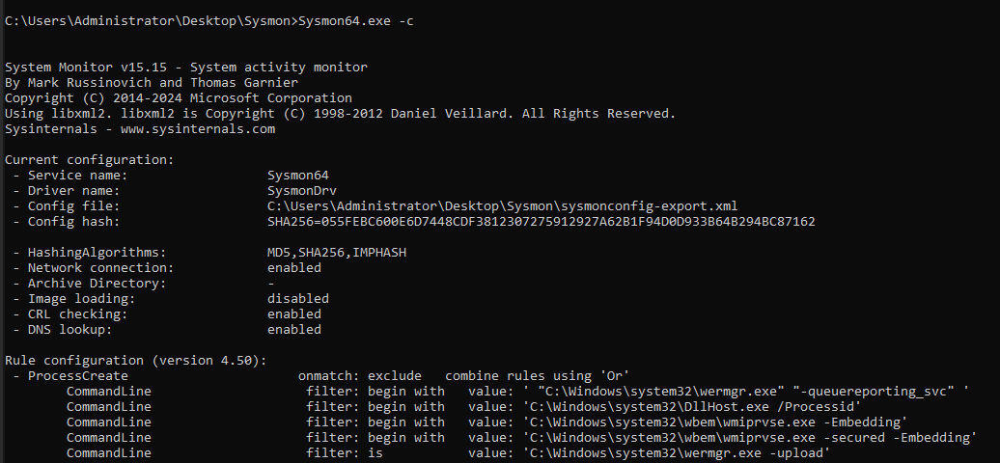 C:\Users\Administrator\Desktop\Sysmon>Sysmon64.exe -c
System Monitor v15.15 - System activity monitor
By Mark Russinovich and Thomas Garnier
Copyright (C) 2014-2024 Microsoft Corporation
Using libxml2. libxml2 is Copyright (C) 1998-2012 Daniel Veillard. All Rights Reserved.
Sysinternals - www.sysinternals.com
Current configuration:
- Service name: Sysmon64
- Driver name: SysmonDrv
- Config file: C:\Users\Administrator\Desktop\Sysmon\sysmonconfig-export.xml
- Config hash: SHA256=055FEBC600E6D7448CDF3812307275912927A62B1F94D0D933B64B294BC87162
- HashingAlgorithms: MD5,SHA256,IMPHASH
- Network connection: enabled
- Archive Directory: -
- Image loading: disabled
- CRL checking: enabled
- DNS lookup: enabled
Rule configuration (version 4.50):
- ProcessCreate onmatch: exclude combine rules using 'Or'
CommandLine filter: begin with value: ' "C:\Windows\system32\wermgr.exe" "-queuereporting_svc" '
CommandLine filter: begin with value: 'C:\Windows\system32\DllHost.exe /Processid'
CommandLine filter: begin with value: 'C:\Windows\system32\wbem\wmiprvse.exe -Embedding'
CommandLine filter: begin with value: 'C:\Windows\system32\wbem\wmiprvse.exe -secured -Embedding'
CommandLine filter: is value: 'C:\Windows\system32\wermgr.exe -upload'